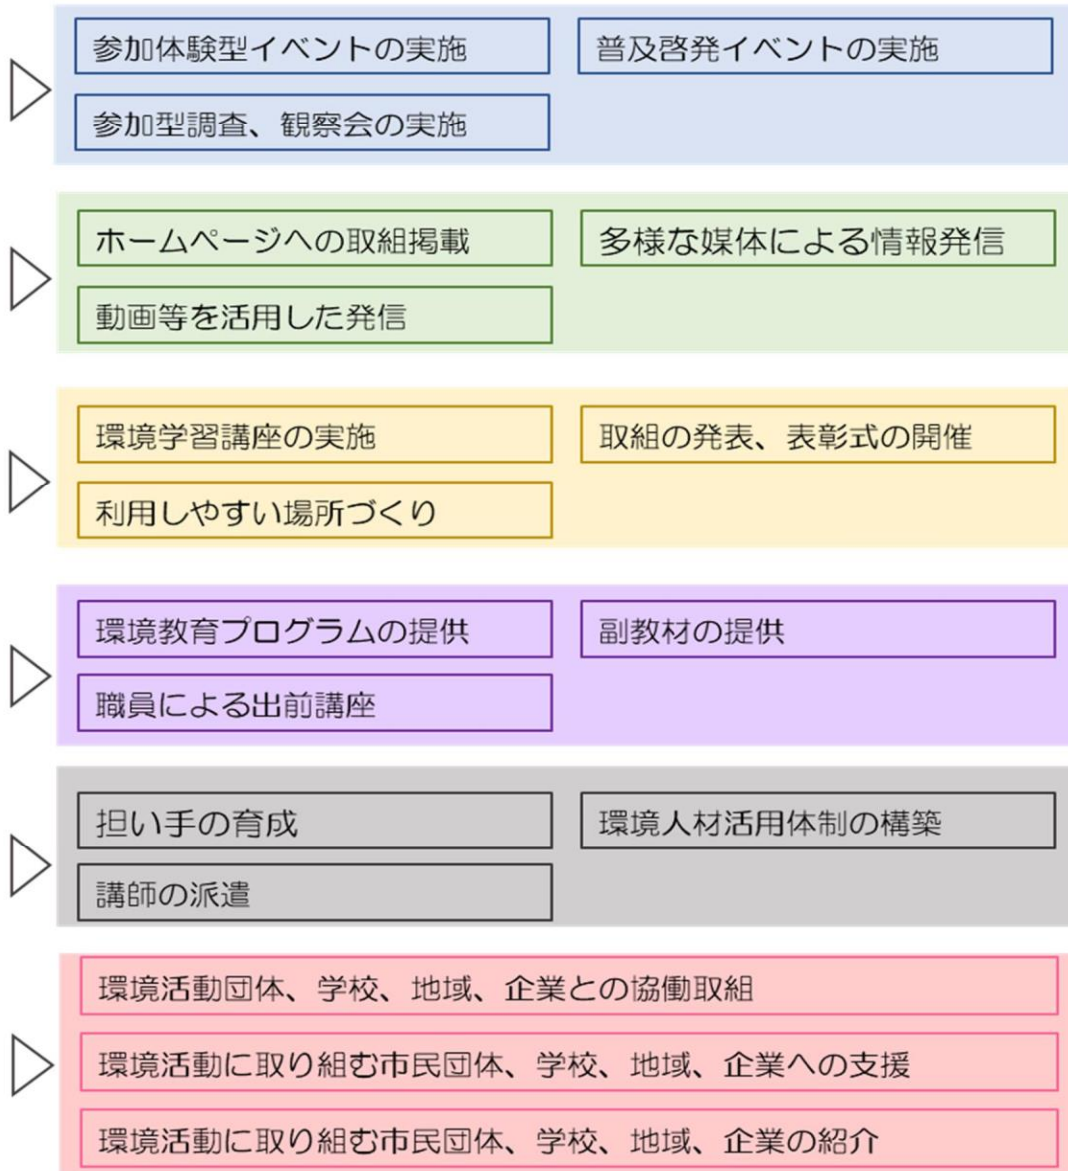 参加体験型イベントの実施
普及啓発イベントの実施
参加型調査、観察会の実施
ホームページへの取組掲載
多様な媒体による情報発信
動画等を活用した発信
環境学習講座の実施
取組の発表、表彰式の開催
利用しやすい場所づくり
環境教育プログラムの提供
副教材の提供
職員による出前講座
担い手の育成
環境人材活用体制の構築
講師の派遣
環境活動団体、学校、地域、企業との協働取組
環境活動に取り組む市民団体、学校、地域、企業への支援
環境活動に取り組む市民団体、学校、地域、企業の紹介